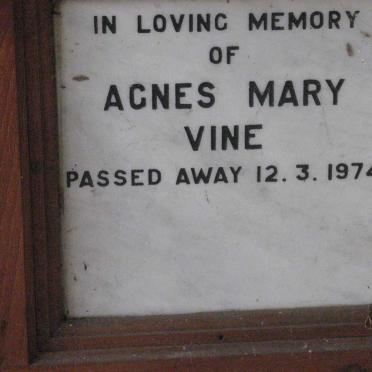 IN LOVING MEMORY
OF
AGNES MARY
VINE
PASSED AWAY 12.3.1974